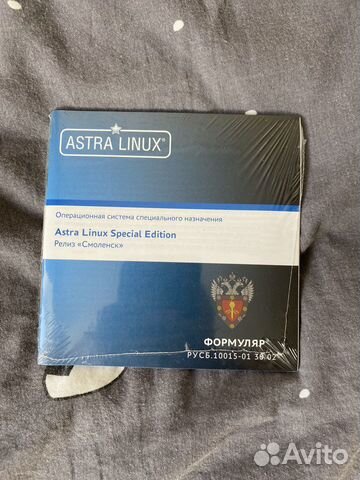 ASTRA LINUX®
Операционная система специального назначения
Astra Linux Special Edition
Релиз «Смоленск»
ФОРМУЛЯР
РУСБ.10015-01 30 02
Avito